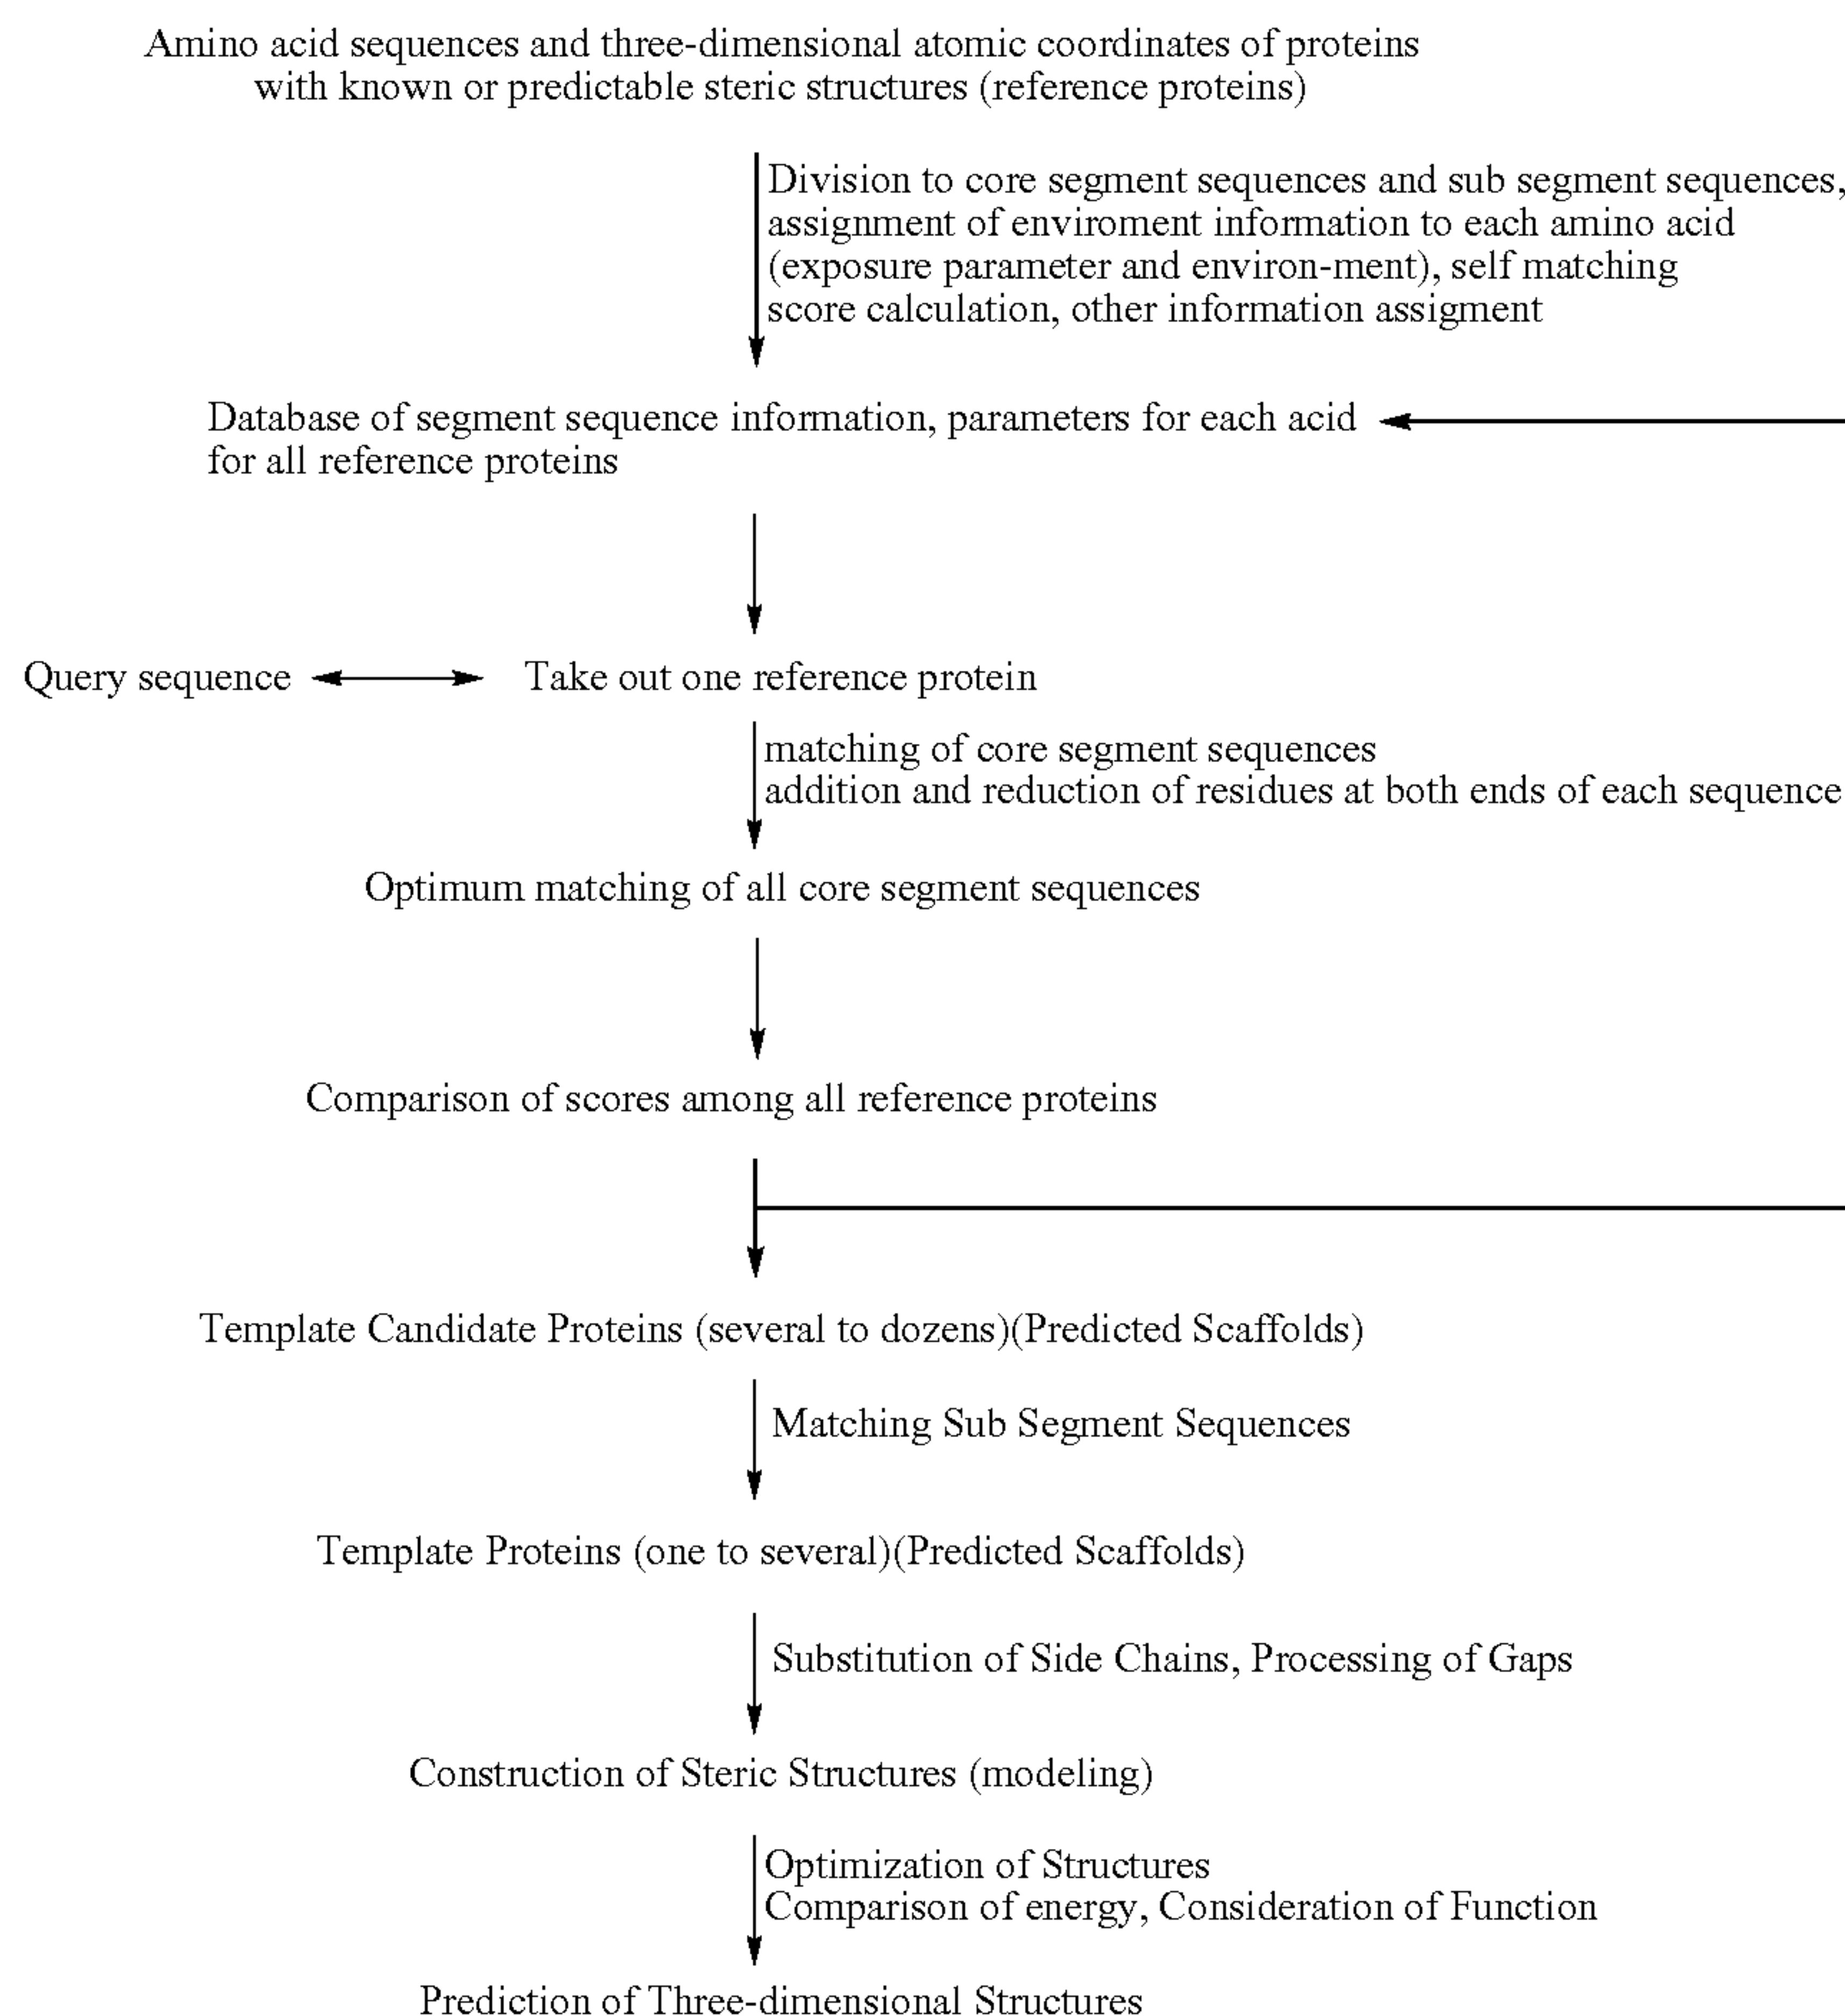 Amino acid sequences and three-dimensional atomic coordinates of proteins
with known or predictable steric structures (reference proteins)
Division to core segment sequences and sub segment sequences,
assignment of enviroment information to each amino acid
(exposure parameter and environ-ment), self matching
score calculation, other information assigment
Database of segment sequence information, parameters for each acid
for all reference proteins
Query sequence
Take out one reference protein
matching of core segment sequences
addition and reduction of residues at both ends of each sequence
Optimum matching of all core segment sequences
Comparison of scores among all reference proteins
Template Candidate Proteins (several to dozens)(Predicted Scaffolds)
Matching Sub Segment Sequences
Template Proteins (one to several)(Predicted Scaffolds)
Substitution of Side Chains, Processing of Gaps
Construction of Steric Structures (modeling)
Optimization of Structures
Comparison of energy, Consideration of Function
Prediction of Three-dimensional Structures